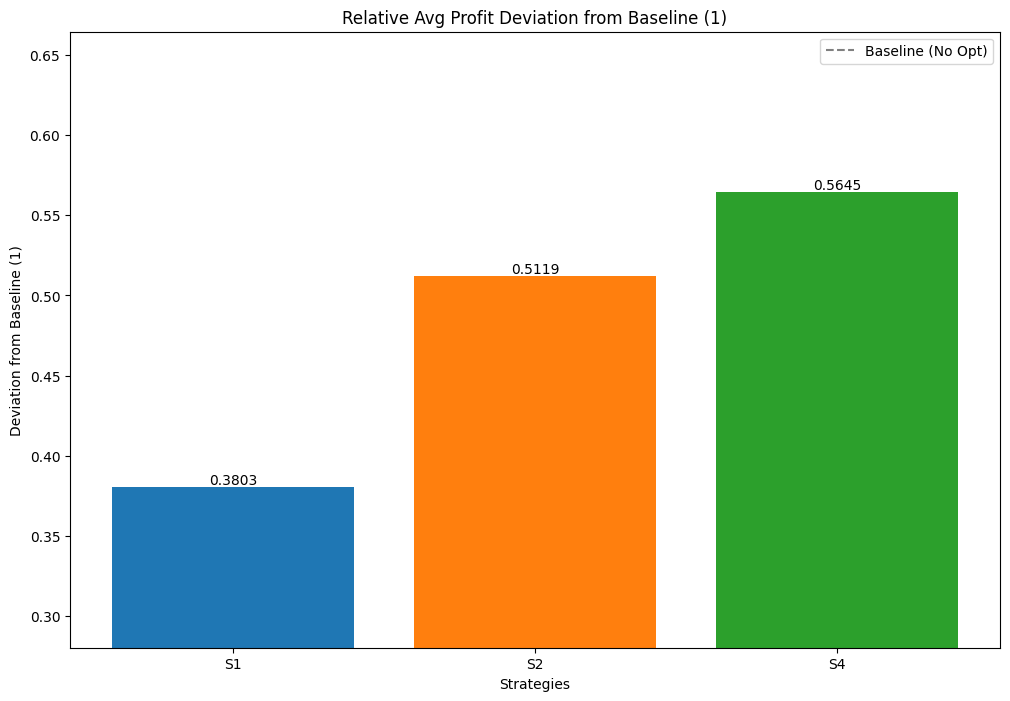 Relative Avg Profit Deviation from Baseline (1)
Baseline (No Opt)
Deviation from Baseline (1)
0.65
0.60
0.55
0.50
0.45
0.40
0.35
0.30
0.3803
0.5119
0.5645
S1
S2
S4
Strategies